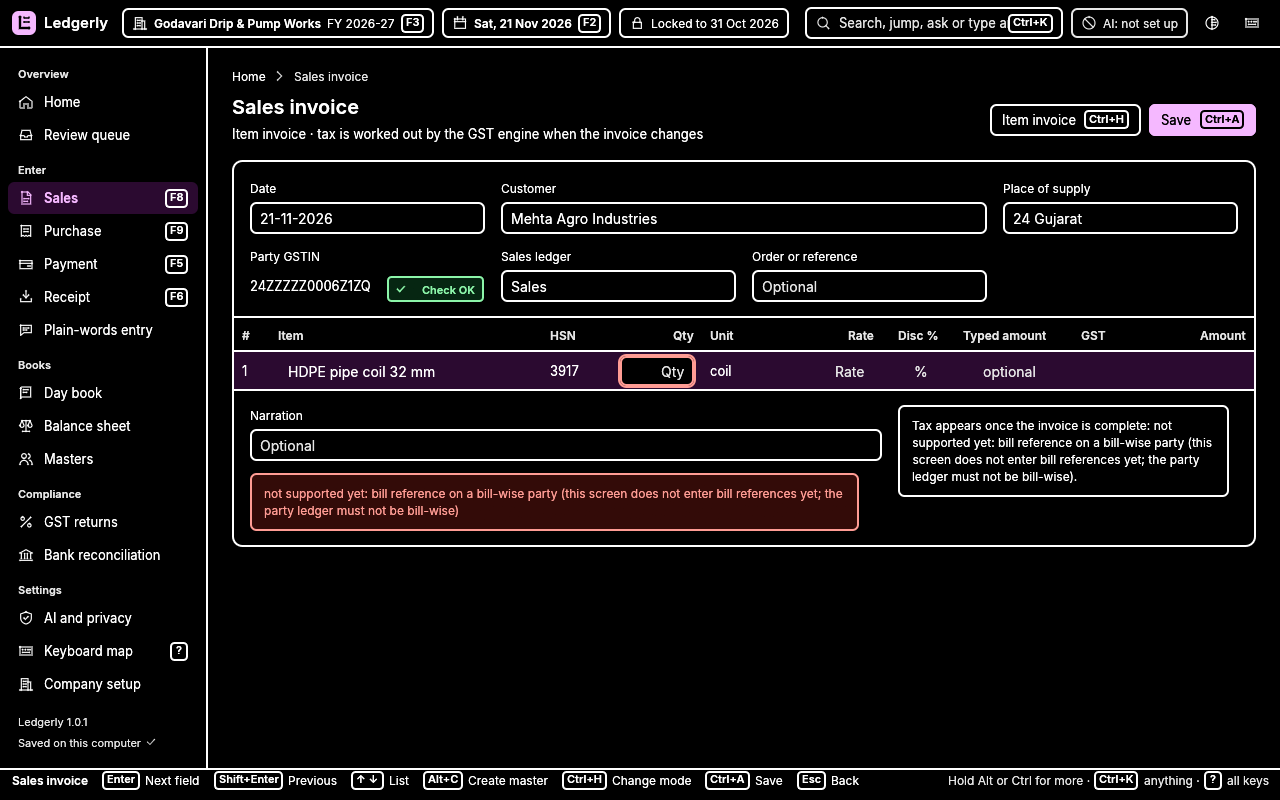 Ledgerly
Godavari Drip & Pump Works FY 2026-27 F3
Sat, 21 Nov 2026 F2
Locked to 31 Oct 2026
Search, jump, ask or type a Ctrl+K
AI: not set up
Overview
Home
Review queue
Enter
Sales F8
Purchase F9
Payment F5
Receipt F6
Plain-words entry
Books
Day book
Balance sheet
Masters
Compliance
GST returns
Bank reconciliation
Settings
AI and privacy
Keyboard map ?
Company setup
Ledgerly 1.0.1
Saved on this computer
Home Sales invoice
Sales invoice
Item invoice · tax is worked out by the GST engine when the invoice changes
Item invoice Ctrl+H
Save Ctrl+A
Date Customer Place of supply
21-11-2026 Mehta Agro Industries 24 Gujarat
Party GSTIN Sales ledger Order or reference
24ZZZZZ0006Z1ZQ Check OK Sales Optional
# Item HSN Qty Unit Rate Disc % Typed amount GST Amount
1 HDPE pipe coil 32 mm 3917 Qty coil Rate % optional
Narration
Optional
not supported yet: bill reference on a bill-wise party (this screen does not enter bill references yet; the
party ledger must not be bill-wise)
Tax appears once the invoice is complete: not
supported yet: bill reference on a bill-wise party (this
screen does not enter bill references yet; the party
ledger must not be bill-wise).
Sales invoice Enter Next field Shift+Enter Previous ↑ ↓ List Alt+C Create master Ctrl+H Change mode Ctrl+A Save Esc Back Hold Alt or Ctrl for more · Ctrl+K anything · ? all keys